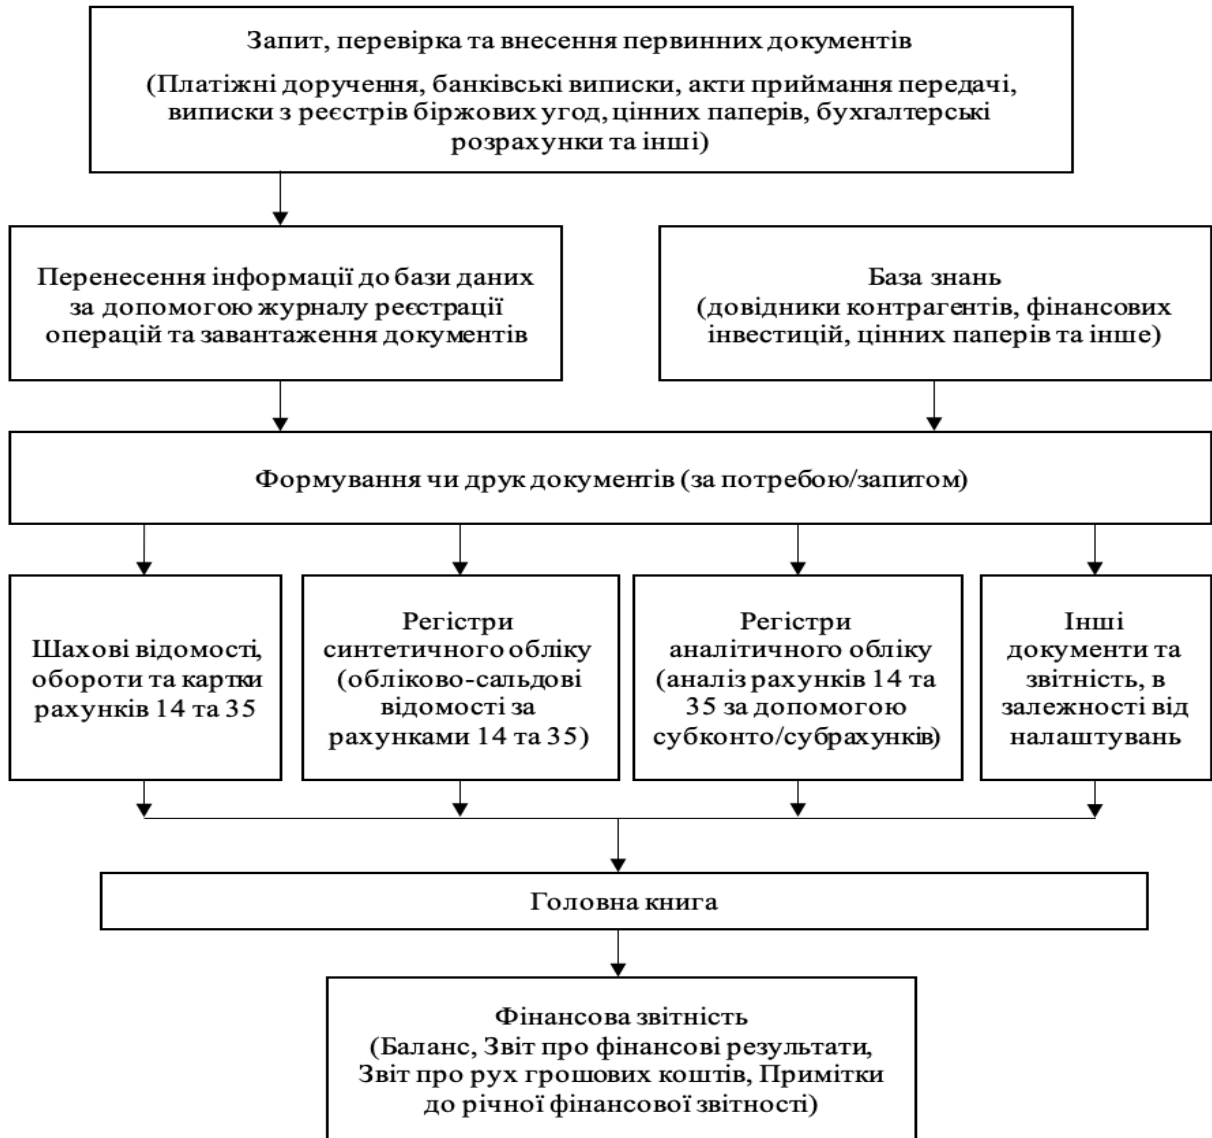 Запит, перевірка та внесення первинних документів
(Платіжні доручення, банківські виписки, акти приймання передачі,
виписки з реєстрів біржових угод, цінних паперів, бухгалтерські
розрахунки та інші)
Перенесення інформації до бази даних
за допомогою журналу реєстрації
операцій та завантаження документів
База знань
(довідники контрагентів, фінансових
інвестицій, цінних паперів та інше)
Формування чи друк документів (за потребою/запитом)
Шахові відомості,
обороти та картки
рахунків 14 та 35
Регістри
синтетичного обліку
(обліково-сальдові
відомості за
рахунками 14 та 35)
Регістри
аналітичного обліку
(аналіз рахунків 14 та
35 за допомогою
субконто/субрахунків)
Інші
документи та
звітність, в
залежності від
налаштувань
Головна книга
Фінансова звітність
(Баланс, Звіт про фінансові результати,
Звіт про рух грошових коштів, Примітки
до річної фінансової звітності)